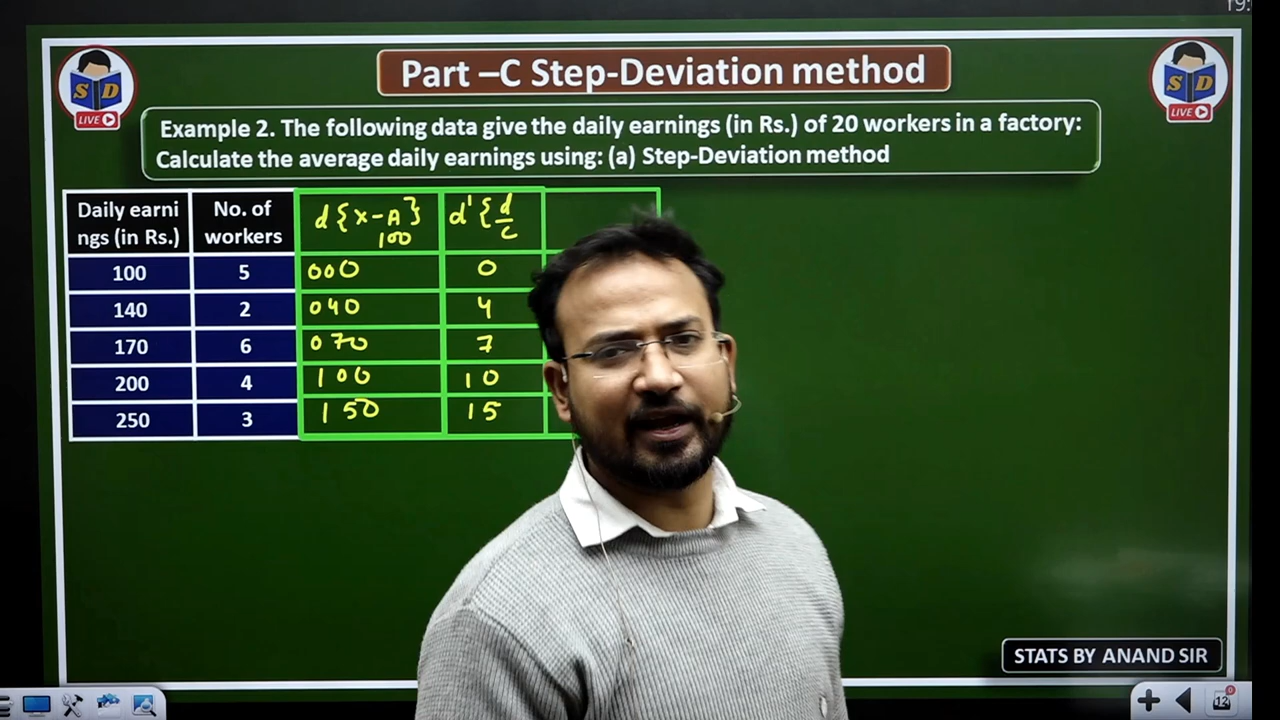 19:
Part –C Step-Deviation method
S D
LIVE
S D
LIVE
Example 2. The following data give the daily earnings (in Rs.) of 20 workers in a factory:
Calculate the average daily earnings using: (a) Step-Deviation method
Daily earni
ngs (in Rs.)
No. of
workers
d{x-A}
100
d'{d/c
100 5 000 0
140 2 040 4
170 6 070 7
200 4 100 10
250 3 150 15
STATS BY ANAND SIR
12